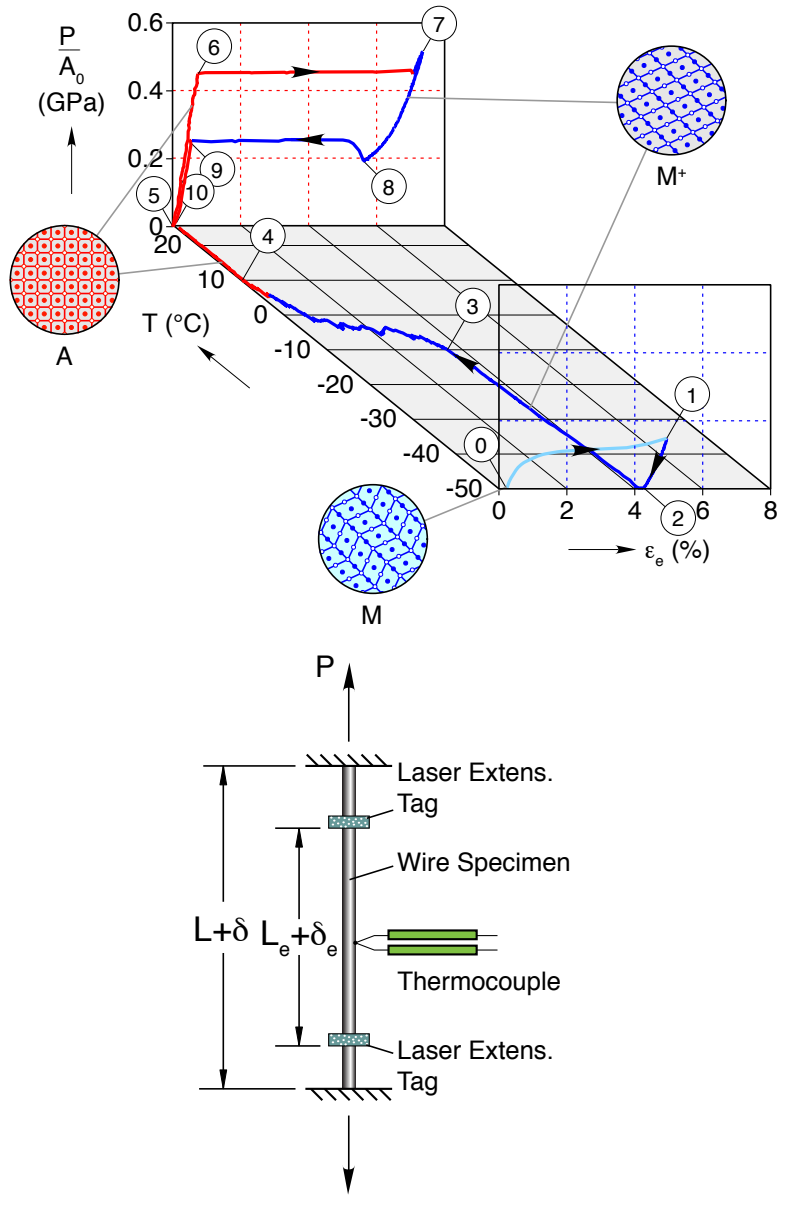 0.6
P
A₀
(GPa)
0.4
0.2
0
6
7
9
8
5
10
M⁺
20
4
10
T (°C)
0
3
-10
A
-20
-30
1
-40
0
-50
0
2
4
6
8
2
εₑ (%)
M
P
Laser Extens.
Tag
Wire Specimen
L+δ
Lₑ+δₑ
Thermocouple
Laser Extens.
Tag